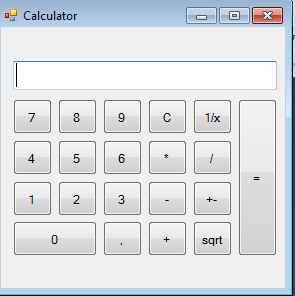 Calculator
7 8 9 C 1/x
4 5 6 * /
=
1 2 3 - +-
0 . + sqrt